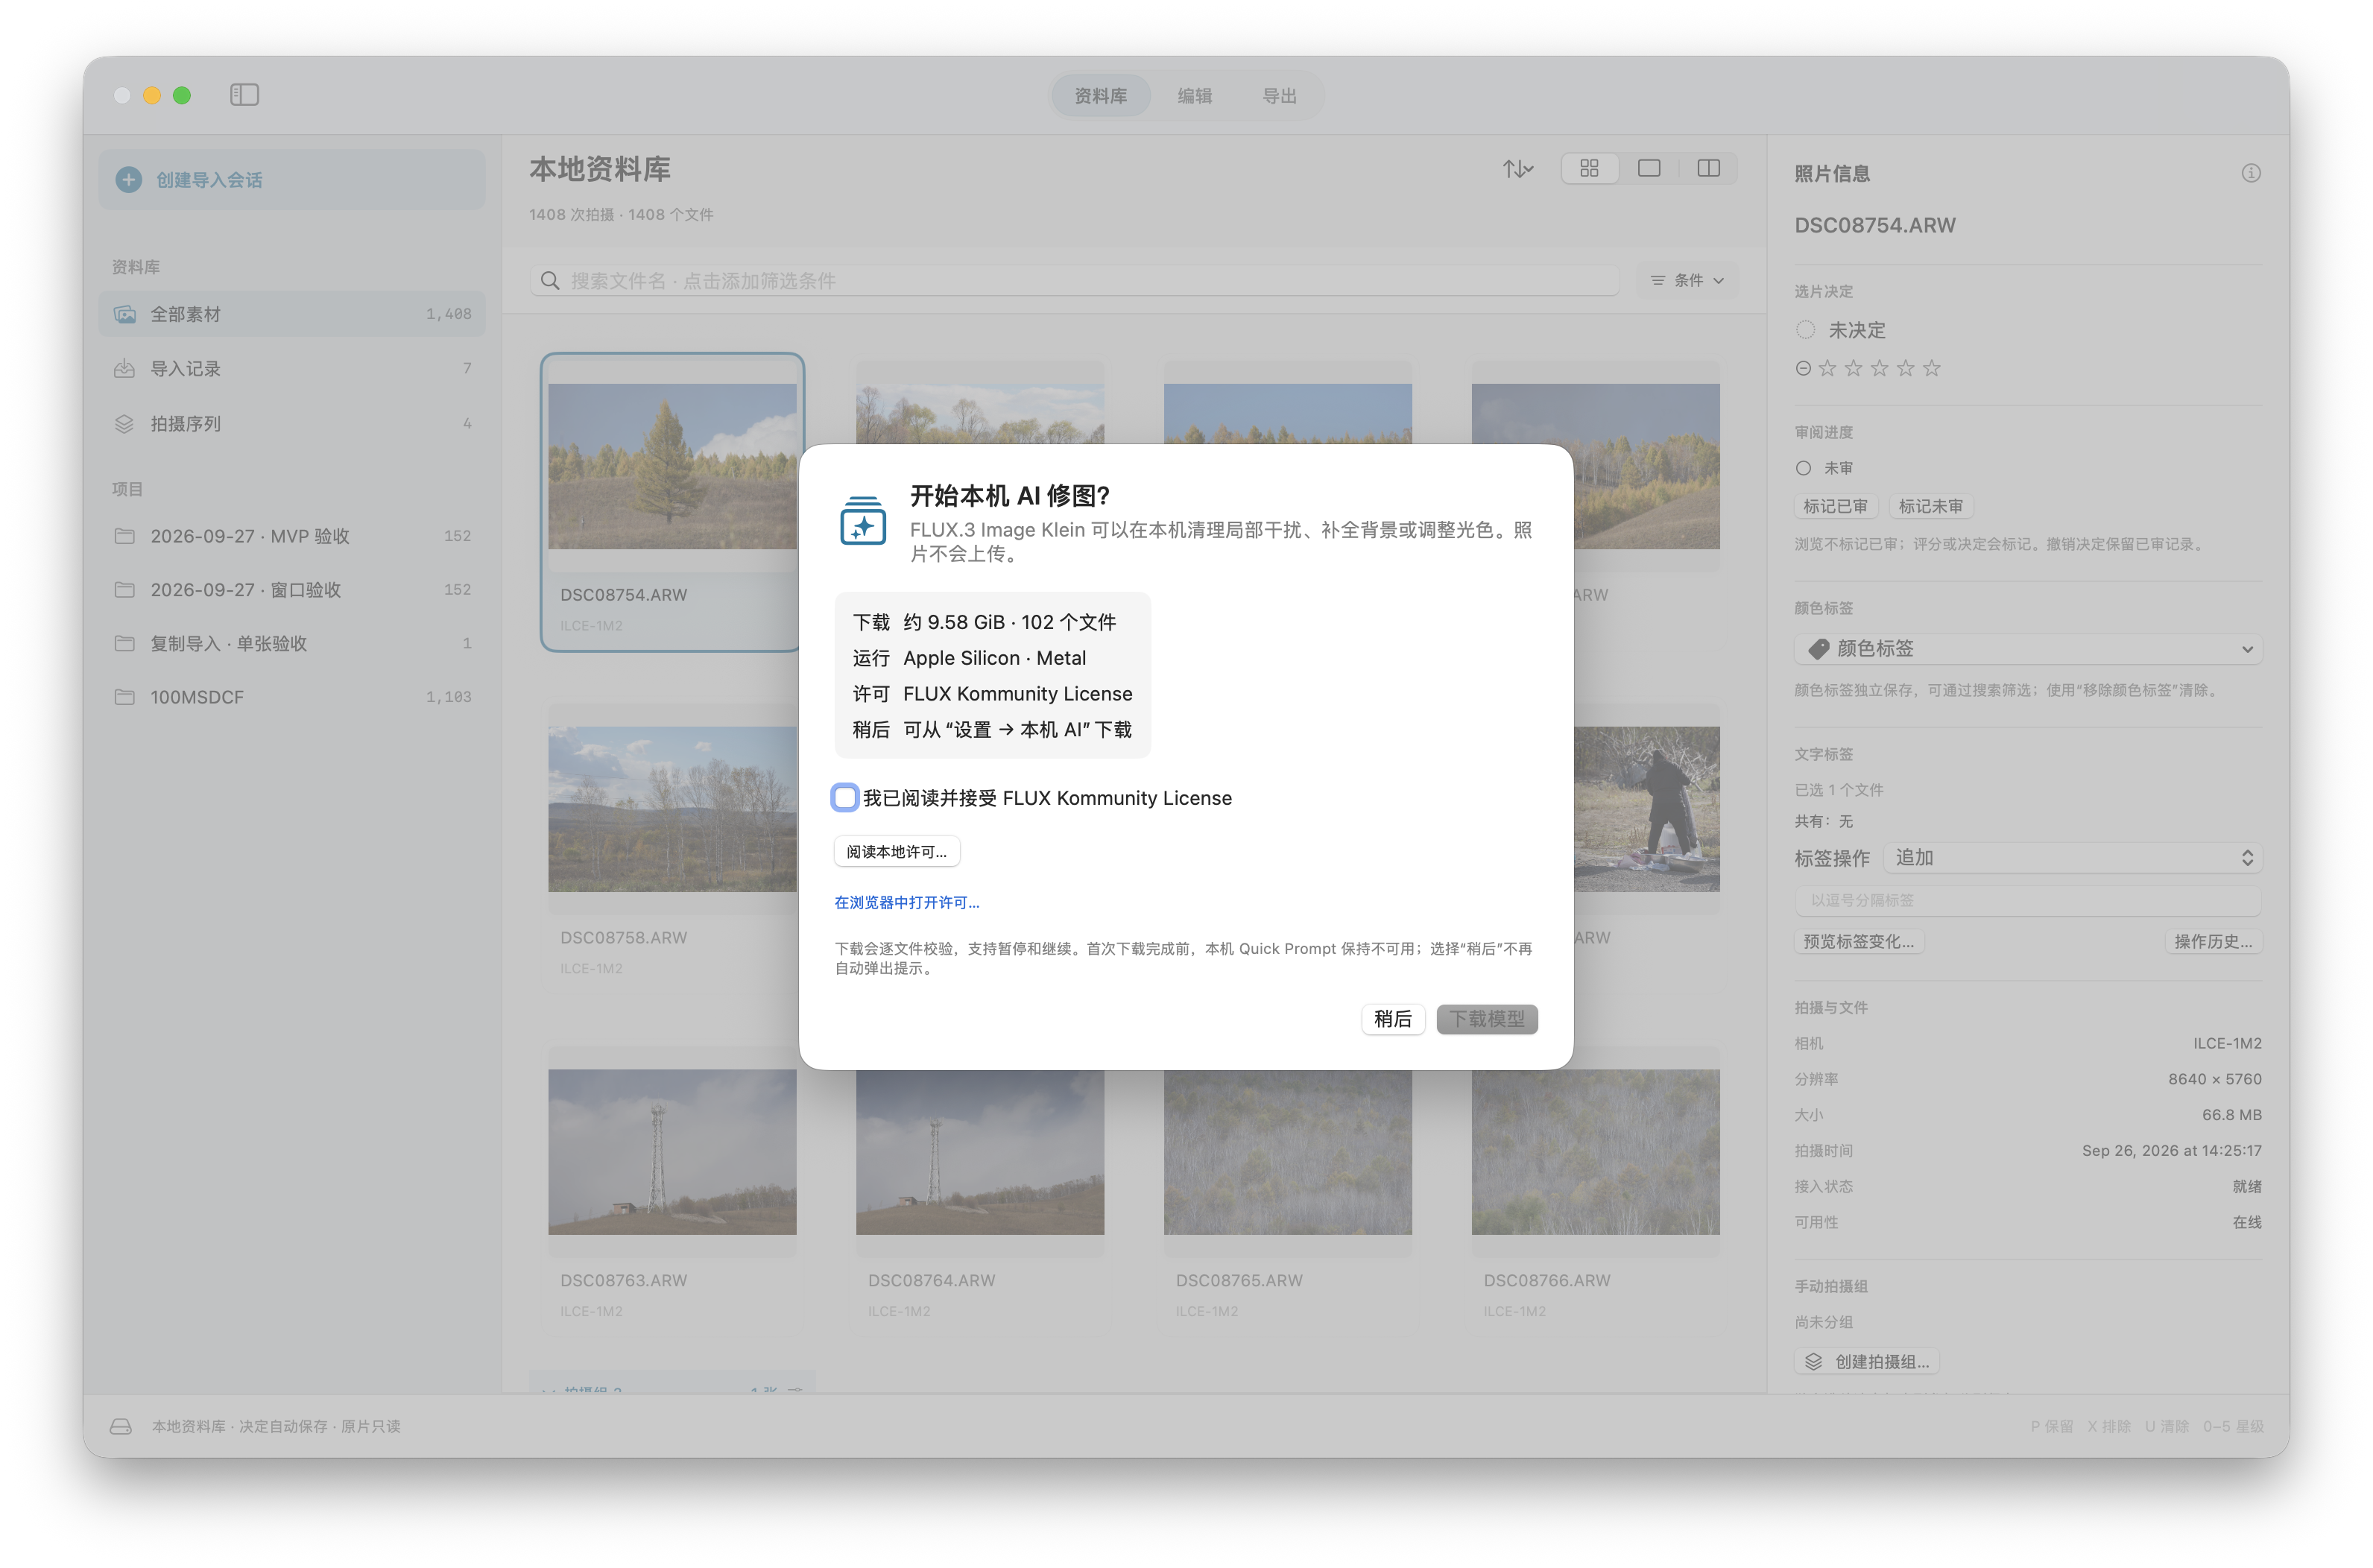 资料库
编辑
导出
创建导入会话
资料库
全部素材 1,408
导入记录 7
拍摄序列 4
项目
2026-09-27 · MVP 验收 152
2026-09-27 · 窗口验收 152
复制导入 · 单张验收 1
100MSDCF 1,103
本地资料库
1408 次拍摄 · 1408 个文件
搜索文件名 · 点击添加筛选条件
条件
DSC08754.ARW
ILCE-1M2
ARW
DSC08758.ARW
ILCE-1M2
ARW
DSC08763.ARW
ILCE-1M2
DSC08764.ARW
ILCE-1M2
DSC08765.ARW
ILCE-1M2
DSC08766.ARW
ILCE-1M2
开始本机 AI 修图?
FLUX.3 Image Klein 可以在本机清理局部干扰、补全背景或调整光色。照
片不会上传。
下载 约 9.58 GiB · 102 个文件
运行 Apple Silicon · Metal
许可 FLUX Kommunity License
稍后 可从 “设置 → 本机 AI” 下载
我已阅读并接受 FLUX Kommunity License
阅读本地许可...
在浏览器中打开许可...
下载会逐文件校验，支持暂停和继续。首次下载完成前，本机 Quick Prompt 保持不可用；选择“稍后”不再
自动弹出提示。
稍后
下载模型
照片信息
DSC08754.ARW
选片决定
未决定
审阅进度
未审
标记已审
标记未审
浏览不标记已审；评分或决定会标记。撤销决定保留已审记录。
颜色标签
颜色标签
颜色标签独立保存，可通过搜索筛选；使用“移除颜色标签”清除。
文字标签
已选 1 个文件
共有：无
标签操作 追加
以逗号分隔标签
预览标签变化...
操作历史...
拍摄与文件
相机 ILCE-1M2
分辨率 8640 × 5760
大小 66.8 MB
拍摄时间 Sep 26, 2026 at 14:25:17
接入状态 就绪
可用性 在线
手动拍摄组
尚未分组
创建拍摄组...
本地资料库 · 决定自动保存 · 原片只读
P 保留 X 排除 U 清除 0–5 星级